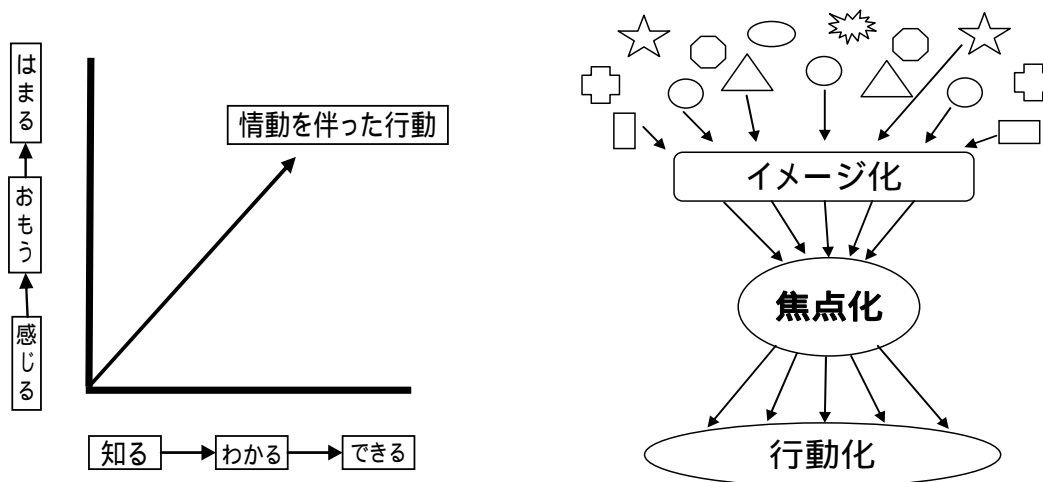 はまる
おもう
感じる
情動を伴った行動
知る
わかる
できる
イメージ化
焦点化
行動化